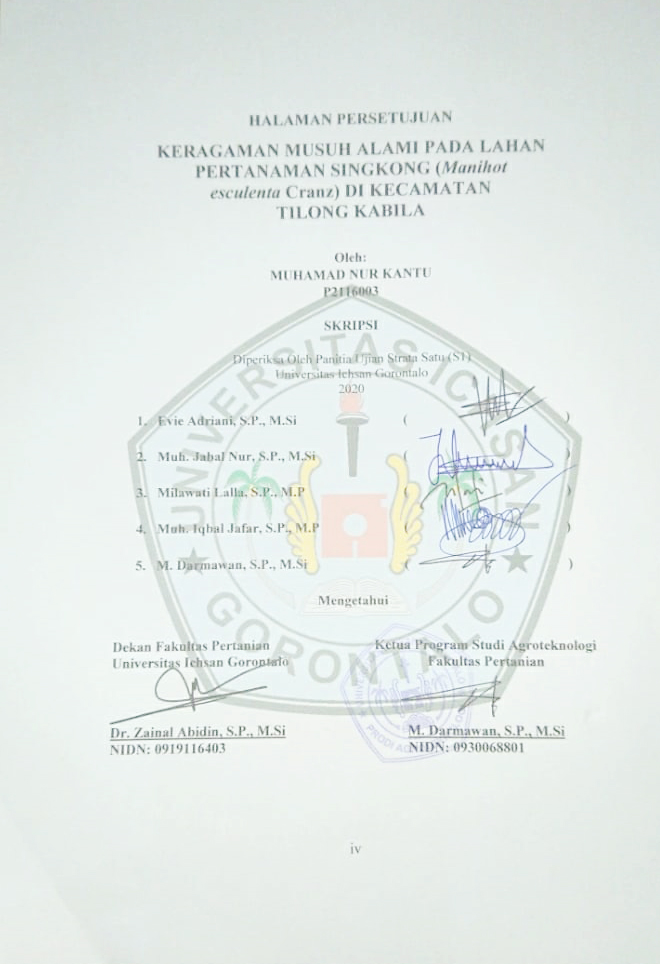 HALAMAN PERSETUJUAN
KERAGAMAN MUSUH ALAMI PADA LAHAN
PERTANAMAN SINGKONG (Manihot
esculenta Cranz) DI KECAMATAN
TILONG KABILA
Oleh:
MUHAMAD NUR KANTU
P2116003
SKRIPSI
Diperiksa Oleh Panitia Ujian Strata Satu (S1)
Universitas Ichsan Gorontalo
2020
UNIVERSITAS ICHSAN
GORONTALO
1. Evie Adriani, S.P., M.Si ( )
2. Muh. Jabal Nur, S.P., M.Si ( )
3. Milawati Lalla, S.P., M.P ( )
4. Muh. Iqbal Jafar, S.P., M.P ( )
5. M. Darmawan, S.P., M.Si ( )
Mengetahui
Dekan Fakultas Pertanian
Universitas Ichsan Gorontalo
Dr. Zainal Abidin, S.P., M.Si
NIDN: 0919116403
Ketua Program Studi Agroteknologi
Fakultas Pertanian
M. Darmawan, S.P., M.Si
NIDN: 0930068801
iv